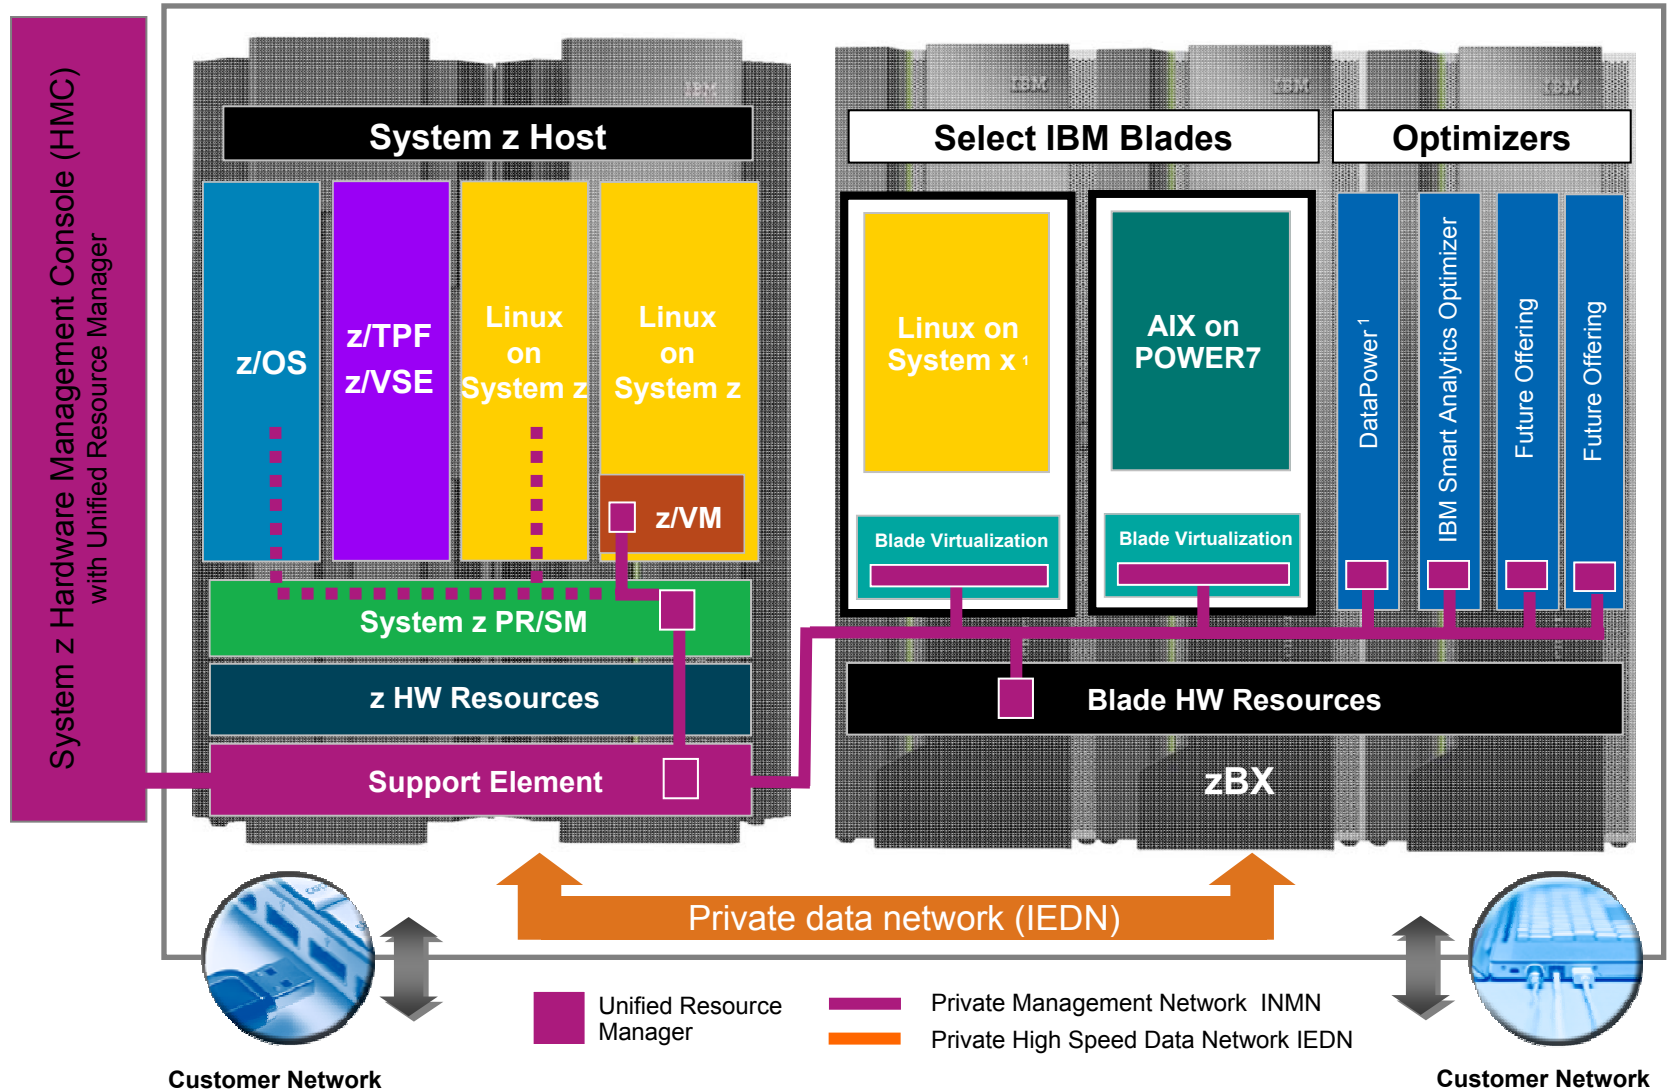 System z Hardware Management Console (HMC)
with Unified Resource Manager
IBM
System z Host
z/OS
z/TPF
z/VSE
Linux
on
System z
Linux
on
System z
z/VM
System z PR/SM
z HW Resources
Support Element
IBM
IBM
IBM
Select IBM Blades
Optimizers
Linux on
System x 1
AIX on
POWER7
Blade Virtualization
Blade Virtualization
DataPower 1
IBM Smart Analytics Optimizer
Future Offering
Future Offering
Blade HW Resources
zBX
Private data network (IEDN)
Unified Resource
Manager
Private Management Network INMN
Private High Speed Data Network IEDN
Customer Network
Customer Network